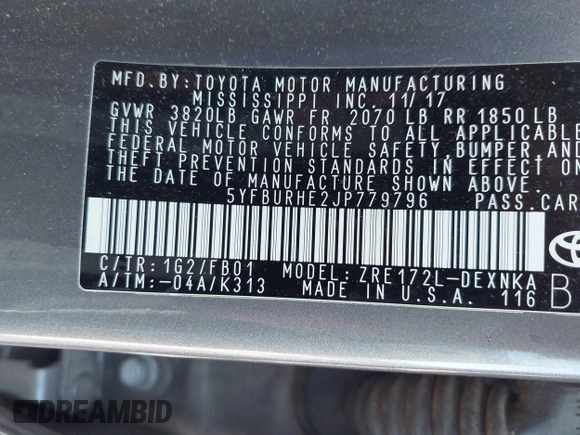 MFD.BY:TOYOTA MOTOR MANUFACTURING
MISSISSIPPI INC. 11/17
GVWR 3820LB GAWR FR 2070 LB RR 1850 LB
THIS VEHICLE CONFORMS TO ALL APPLICABLE
FEDERAL MOTOR VEHICLE SAFETY, BUMPER, AND
THEFT PREVENTION STANDARDS IN EFFECT ON
THE DATE OF MANUFACTURE SHOWN ABOVE.
5YFBURHE2JP779796 PASS.CAR
C/TR: 1G2/FB01 MODEL: ZRE172L-DEXNKA
A/TM:-04A/K313 MADE IN U.S.A. 116 B
DREAMBID